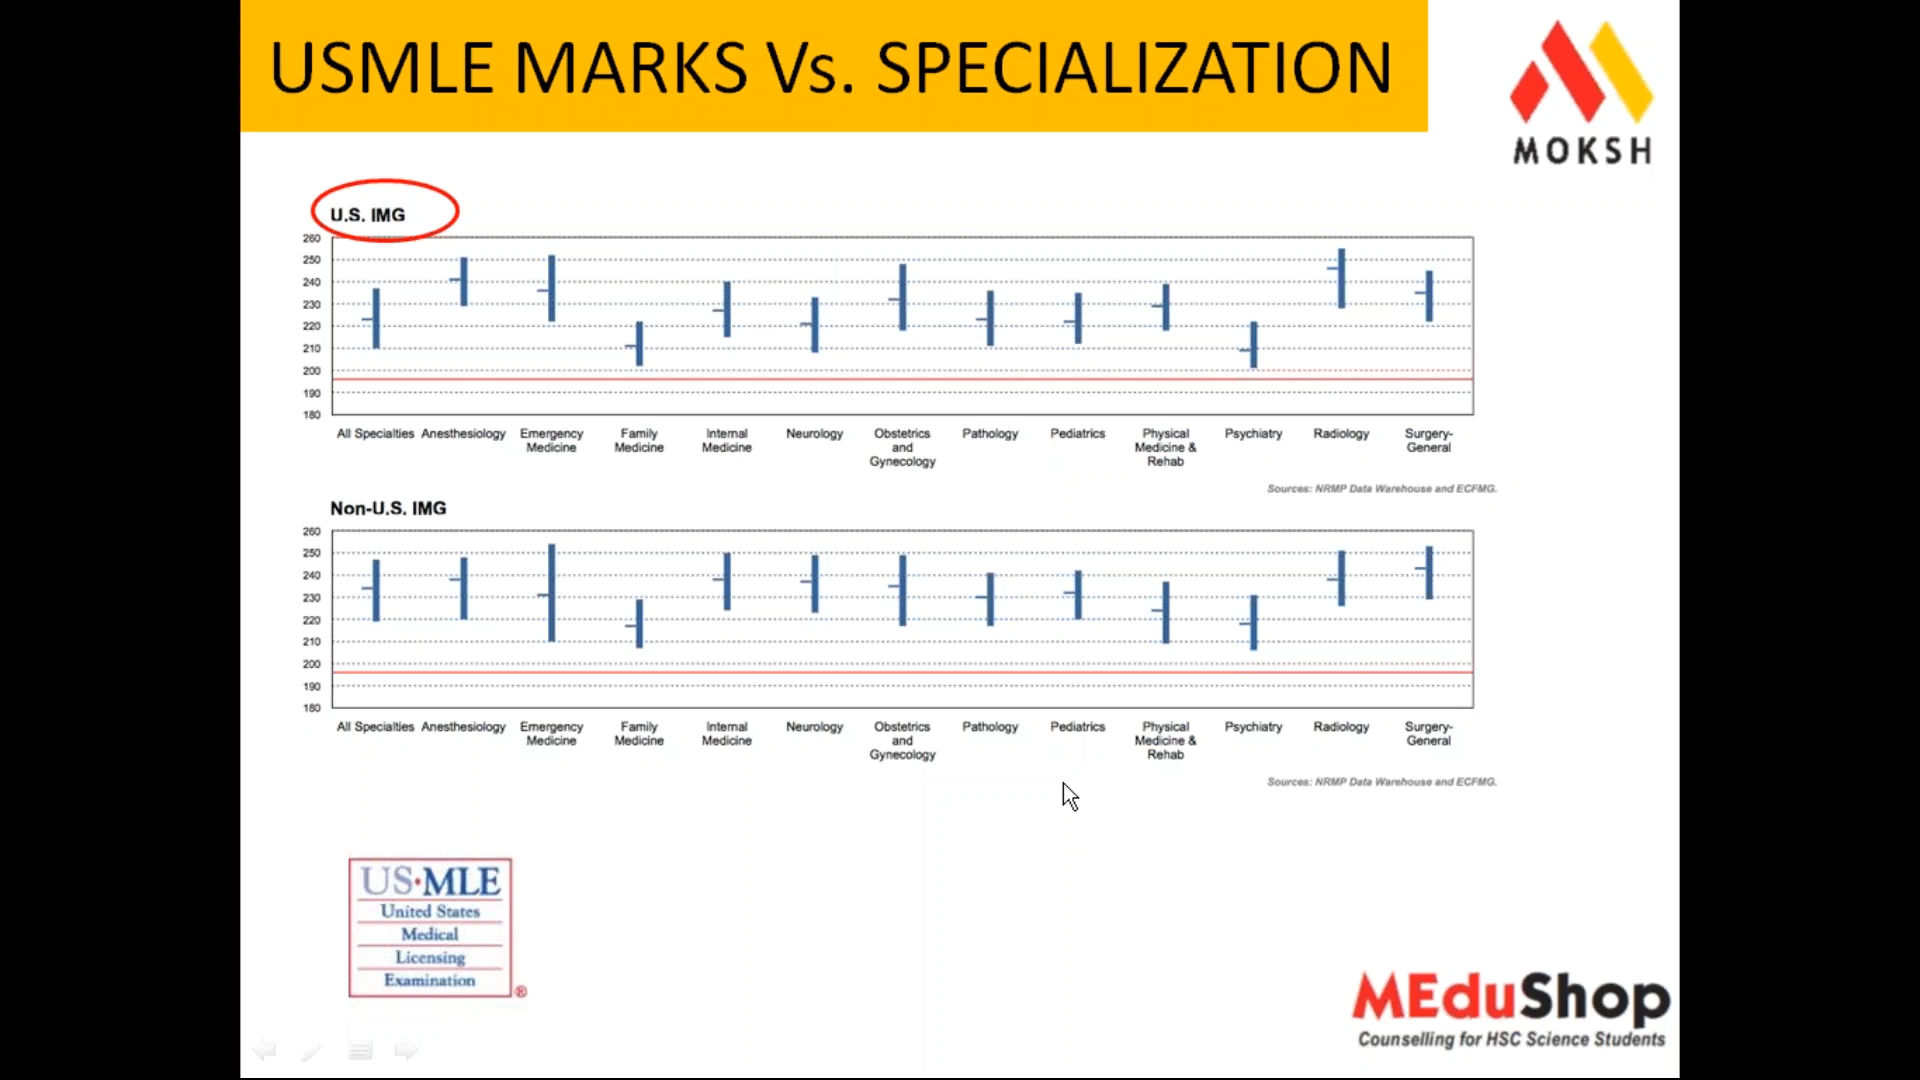 USMLE MARKS Vs. SPECIALIZATION
MOKSH
U.S. IMG
260
250
240
230
220
210
200
190
180
All Specialties Anesthesiology Emergency Medicine Family Medicine Internal Medicine Neurology Obstetrics and Gynecology Pathology Pediatrics Physical Medicine & Rehab Psychiatry Radiology Surgery-General
Sources: NRMP Data Warehouse and ECFMG.
Non-U.S. IMG
260
250
240
230
220
210
200
190
180
All Specialties Anesthesiology Emergency Medicine Family Medicine Internal Medicine Neurology Obstetrics and Gynecology Pathology Pediatrics Physical Medicine & Rehab Psychiatry Radiology Surgery-General
Sources: NRMP Data Warehouse and ECFMG.
US·MLE
United States
Medical
Licensing
Examination
®
MEduShop
Counselling for HSC Science Students